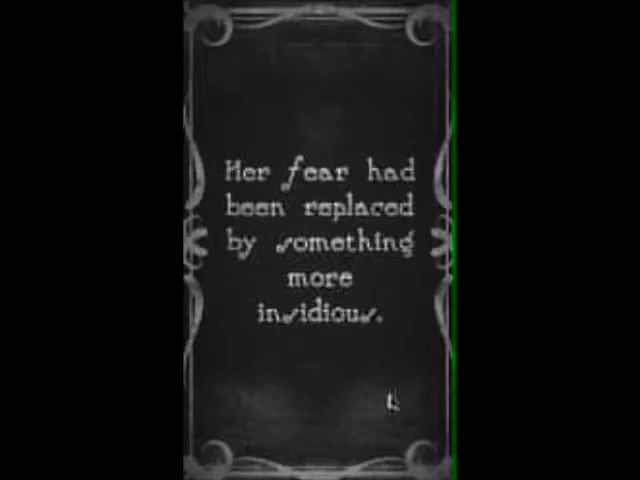 Her fear had
been replaced
by something
more
insidious.